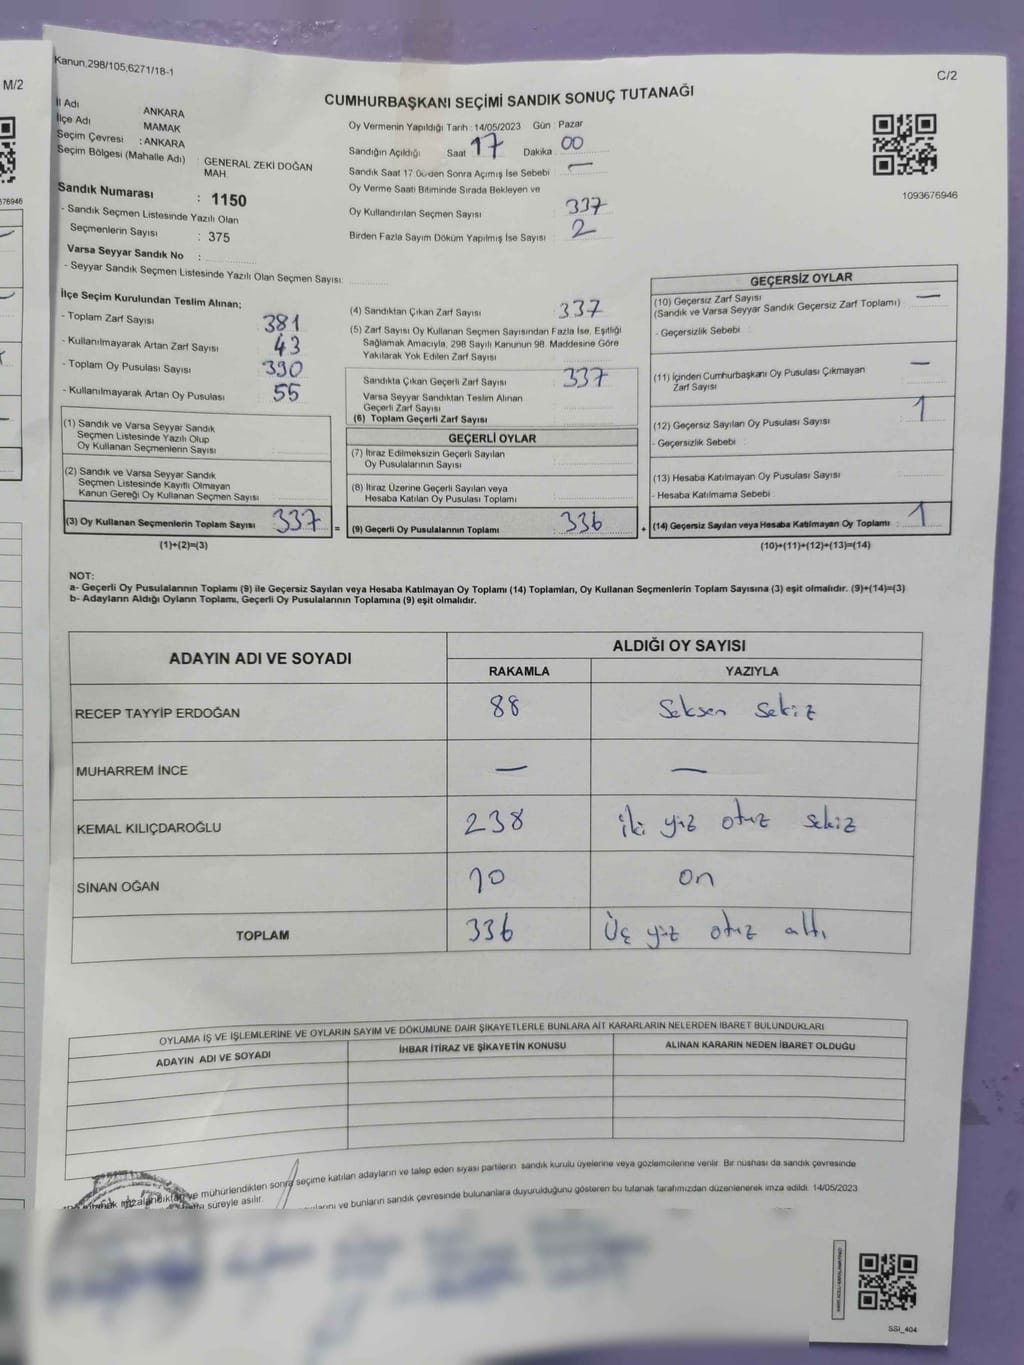 Kanun,298/105,6271/18-1
C/2
M/2
CUMHURBAŞKANI SEÇİMİ SANDIK SONUÇ TUTANAĞI
İl Adı ANKARA
İlçe Adı MAMAK
Seçim Çevresi : ANKARA
Seçim Bölgesi (Mahalle Adı) : GENERAL ZEKİ DOĞAN MAH.
Sandık Numarası : 1150
- Sandık Seçmen Listesinde Yazılı Olan
Seçmenlerin Sayısı : 375
Varsa Seyyar Sandık No :
- Seyyar Sandık Seçmen Listesinde Yazılı Olan Seçmen Sayısı:
Oy Vermenin Yapıldığı Tarih : 14/05/2023 Gün : Pazar
Sandığın Açıldığı Saat 17 Dakika 00
Sandık Saat 17.00den Sonra Açılmış İse Sebebi —
Oy Verme Saati Bitiminde Sırada Bekleyen ve
Oy Kullandırılan Seçmen Sayısı 337
Birden Fazla Sayım Döküm Yapılmış İse Sayısı 2
1093676946
İlçe Seçim Kurulundan Teslim Alınan;
- Toplam Zarf Sayısı 381
- Kullanılmayarak Artan Zarf Sayısı 43
- Toplam Oy Pusulası Sayısı 390
- Kullanılmayarak Artan Oy Pusulası 55
(1) Sandık ve Varsa Seyyar Sandık
Seçmen Listesinde Yazılı Olup
Oy Kullanan Seçmenlerin Sayısı
(2) Sandık ve Varsa Seyyar Sandık
Seçmen Listesinde Kayıtlı Olmayan
Kanun Gereği Oy Kullanan Seçmen Sayısı
(3) Oy Kullanan Seçmenlerin Toplam Sayısı 337 =
(1)+(2)=(3)
(4) Sandıktan Çıkan Zarf Sayısı 337
(5) Zarf Sayısı Oy Kullanan Seçmen Sayısından Fazla İse, Eşitliği
Sağlamak Amacıyla, 298 Sayılı Kanunun 98. Maddesine Göre
Yakılarak Yok Edilen Zarf Sayısı
Sandıkta Çıkan Geçerli Zarf Sayısı 337
Varsa Seyyar Sandıktan Teslim Alınan
Geçerli Zarf Sayısı
(6) Toplam Geçerli Zarf Sayısı
GEÇERLİ OYLAR
(7) İtiraz Edilmeksizin Geçerli Sayılan
Oy Pusulalarının Sayısı
(8) İtiraz Üzerine Geçerli Sayılan veya
Hesaba Katılan Oy Pusulası Toplamı
(9) Geçerli Oy Pusulalarının Toplamı 336 +
GEÇERSİZ OYLAR
(10) Geçersiz Zarf Sayısı —
(Sandık ve Varsa Seyyar Sandık Geçersiz Zarf Toplamı)
- Geçersizlik Sebebi :
(11) İçinden Cumhurbaşkanı Oy Pusulası Çıkmayan —
Zarf Sayısı
(12) Geçersiz Sayılan Oy Pusulası Sayısı 1
- Geçersizlik Sebebi :
(13) Hesaba Katılmayan Oy Pusulası Sayısı
- Hesaba Katılmama Sebebi :
(14) Geçersiz Sayılan veya Hesaba Katılmayan Oy Toplamı : 1
(10)+(11)+(12)+(13)=(14)
NOT:
a- Geçerli Oy Pusulalarının Toplamı (9) ile Geçersiz Sayılan veya Hesaba Katılmayan Oy Toplamı (14) Toplamları, Oy Kullanan Seçmenlerin Toplam Sayısına (3) eşit olmalıdır. (9)+(14)=(3)
b- Adayların Aldığı Oyların Toplamı, Geçerli Oy Pusulalarının Toplamına (9) eşit olmalıdır.
ADAYIN ADI VE SOYADI ALDIĞI OY SAYISI
RAKAMLA YAZIYLA
RECEP TAYYİP ERDOĞAN 88 Seksen sekiz
MUHARREM İNCE — —
KEMAL KILIÇDAROĞLU 238 iki yüz otuz sekiz
SİNAN OĞAN 10 on
TOPLAM 336 Üç yüz otuz altı
OYLAMA İŞ VE İŞLEMLERİNE VE OYLARIN SAYIM VE DÖKÜMÜNE DAİR ŞİKAYETLERLE BUNLARA AİT KARARLARIN NELERDEN İBARET BULUNDUKLARI
ADAYIN ADI VE SOYADI İHBAR İTİRAZ VE ŞİKAYETİN KONUSU ALINAN KARARIN NEDEN İBARET OLDUĞU
ve mühürlendikten sonra seçime katılan adayların ve talep eden siyasi partilerin sandık kurulu üyelerine veya gözlemcilerine verilir. Bir nüshası da sandık çevresinde
süreyle asılır.
ve bunların sandık çevresinde bulunanlara duyurulduğunu gösteren bu tutanak tarafımızdan düzenlenerek imza edildi. 14/05/2023
SSI_404